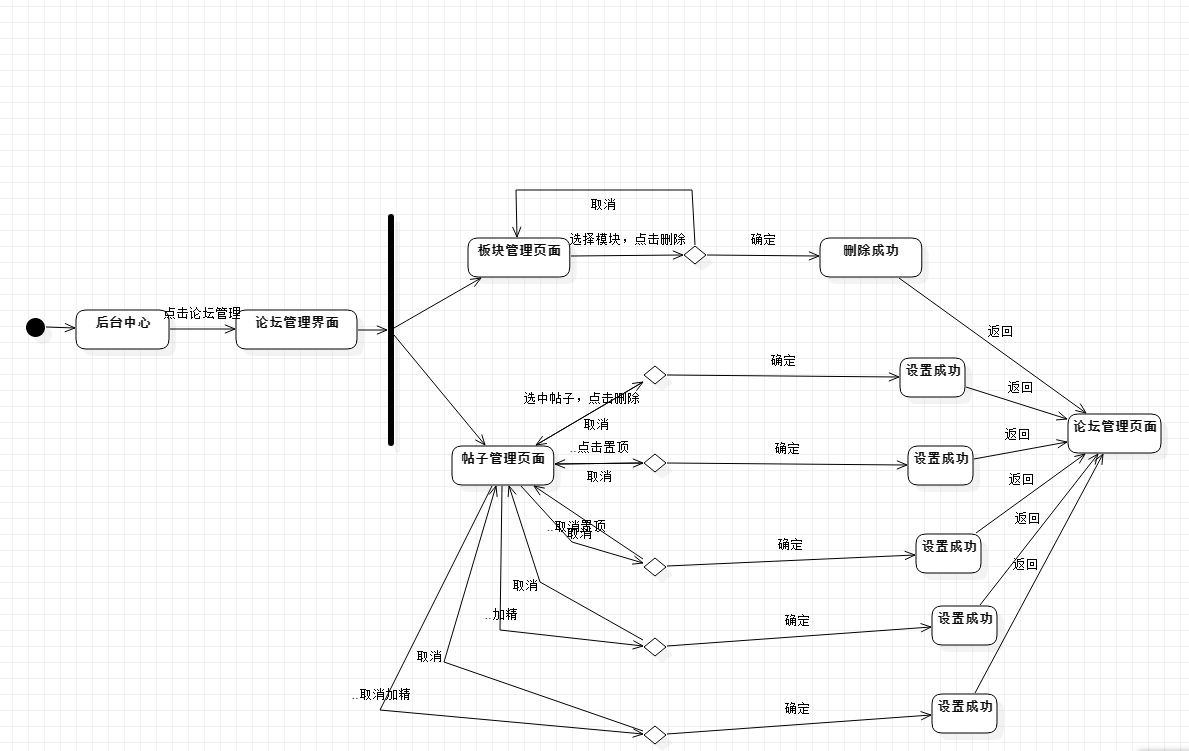 取消
选择模块，点击删除
确定
板块管理页面
删除成功
点击论坛管理
后台中心
论坛管理界面
返回
确定
设置成功
返回
选中帖子，点击删除
取消
论坛管理页面
..点击置顶
确定
返回
帖子管理页面
设置成功
取消
返回
..取消置顶
取消
确定
返回
设置成功
返回
取消
..加精
确定
设置成功
取消
..取消加精
确定
设置成功